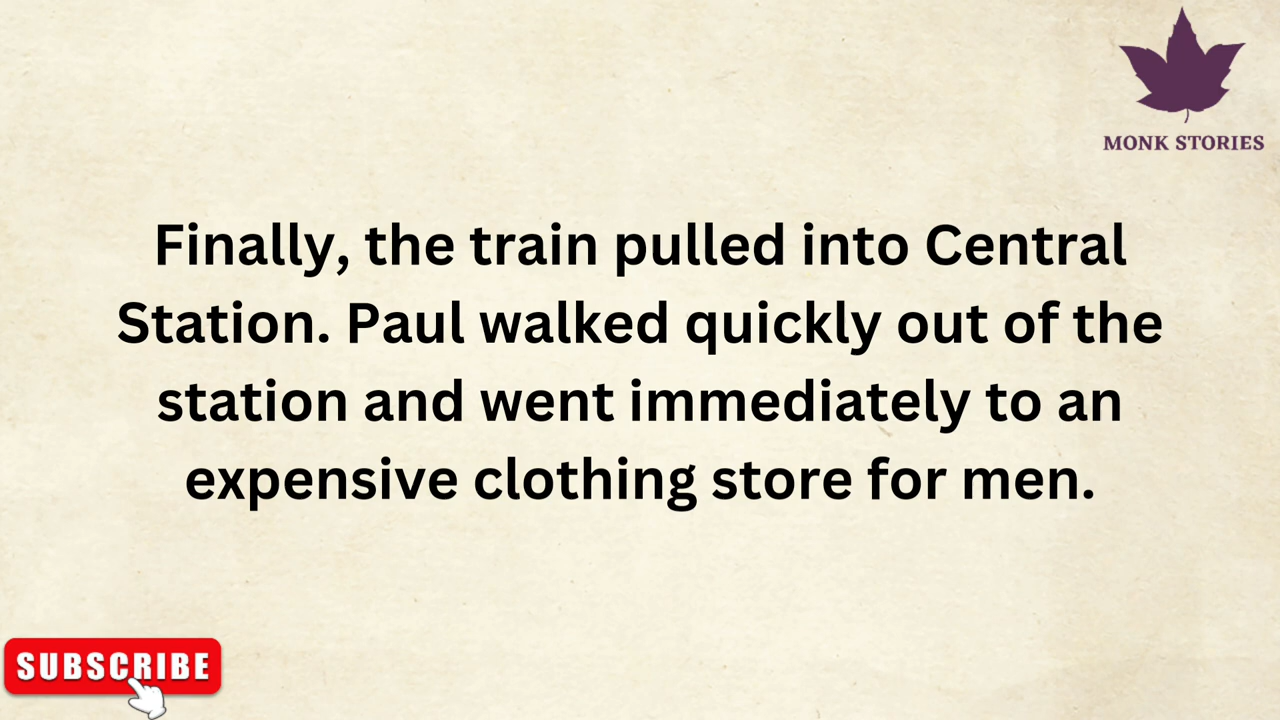 MONK STORIES
Finally, the train pulled into Central
Station. Paul walked quickly out of the
station and went immediately to an
expensive clothing store for men.
SUBSCRIBE